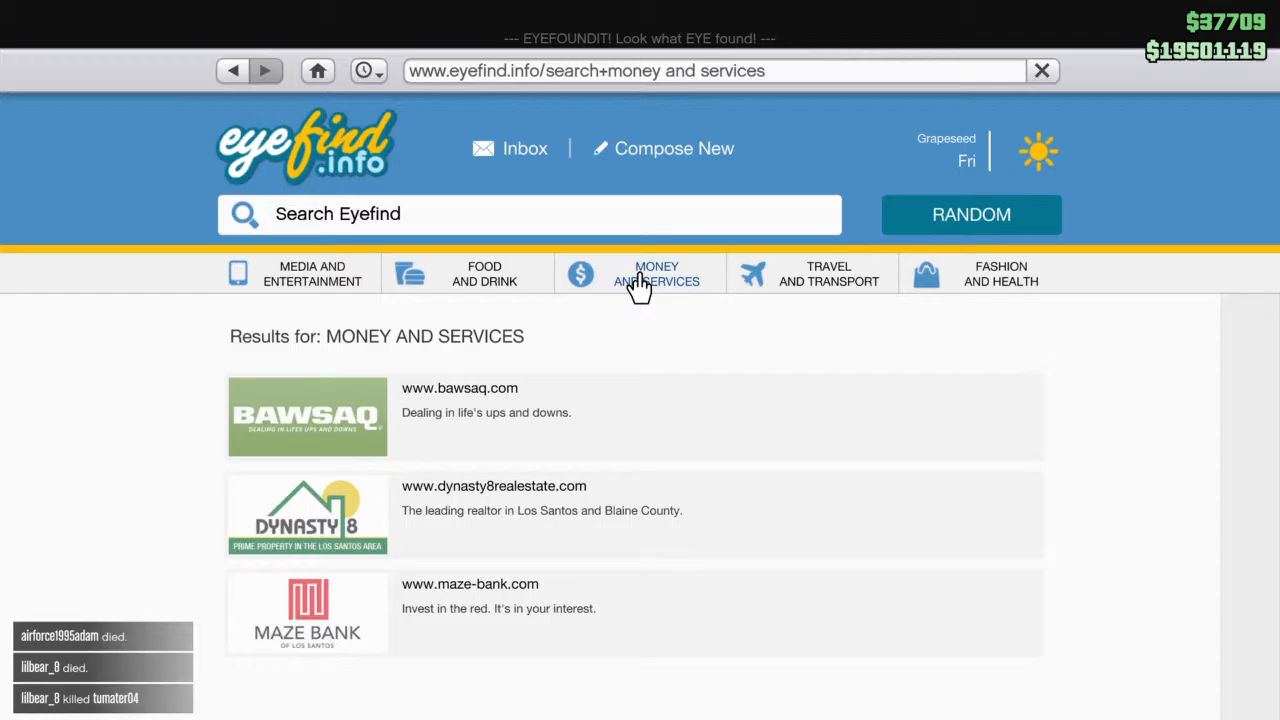 $37709
--- EYEFOUNDIT! Look what EYE found! ---
$19501119
www.eyefind.info/search+money and services
eyefind
.info
Inbox
Compose New
Grapeseed
Fri
Search Eyefind
RANDOM
MEDIA AND
ENTERTAINMENT
FOOD
AND DRINK
MONEY
AND SERVICES
TRAVEL
AND TRANSPORT
FASHION
AND HEALTH
Results for: MONEY AND SERVICES
BAWSAQ
DEALING IN LIFES UPS AND DOWNS
www.bawsaq.com
Dealing in life's ups and downs.
DYNASTY 8
PRIME PROPERTY IN THE LOS SANTOS AREA
www.dynasty8realestate.com
The leading realtor in Los Santos and Blaine County.
MAZE BANK
OF LOS SANTOS
www.maze-bank.com
Invest in the red. It's in your interest.
airforce1995adam died.
lilbear_8 died.
lilbear_8 killed tumater04